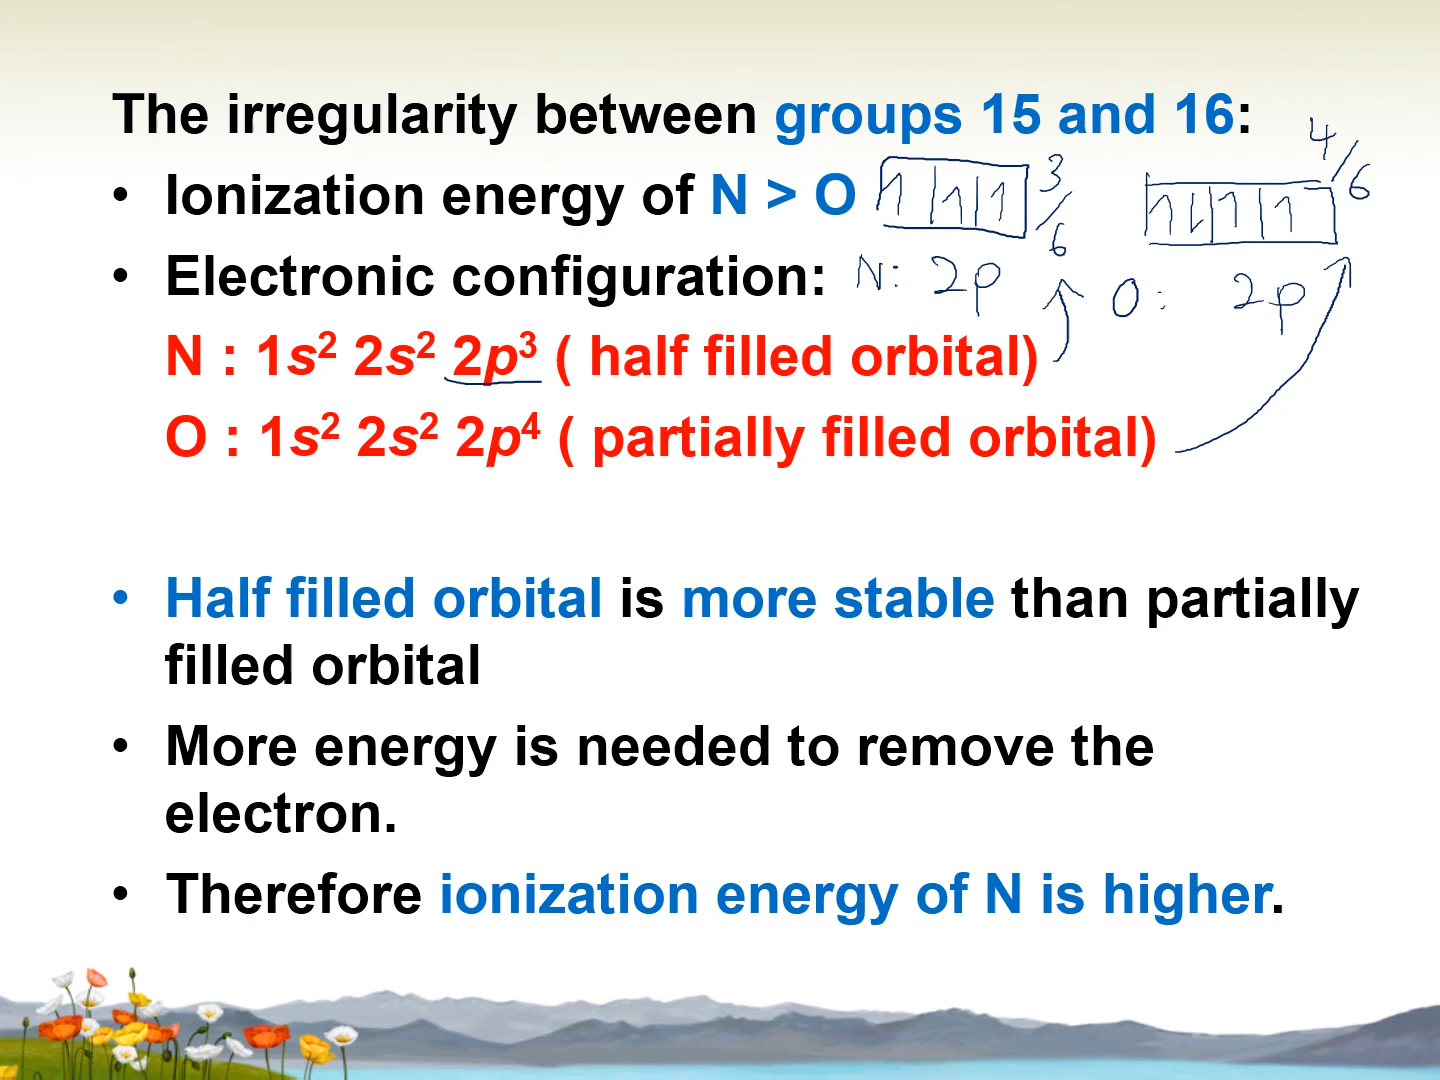 The irregularity between groups 15 and 16:
• Ionization energy of N > O
3/6
4/6
• Electronic configuration:
N: 2p
O: 2p
N : 1s² 2s² 2p³ ( half filled orbital)
O : 1s² 2s² 2p⁴ ( partially filled orbital)
• Half filled orbital is more stable than partially
filled orbital
• More energy is needed to remove the
electron.
• Therefore ionization energy of N is higher.